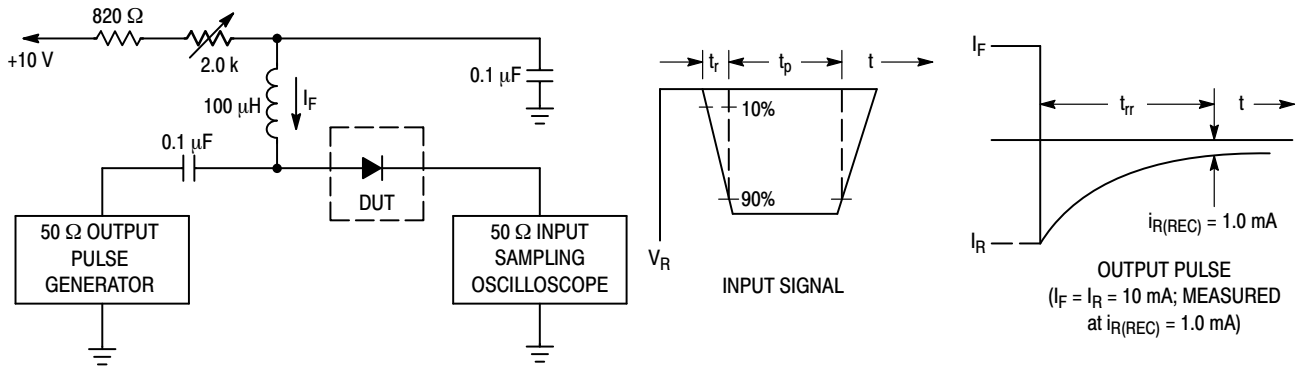 820 Ω
+10 V
2.0 k
100 μH
I_F
0.1 μF
0.1 μF
DUT
50 Ω OUTPUT
PULSE
GENERATOR
50 Ω INPUT
SAMPLING
OSCILLOSCOPE
t_r
t_p
t
10%
90%
V_R
INPUT SIGNAL
I_F
t_rr
t
i_R(REC) = 1.0 mA
I_R
OUTPUT PULSE
(I_F = I_R = 10 mA; MEASURED
at i_R(REC) = 1.0 mA)